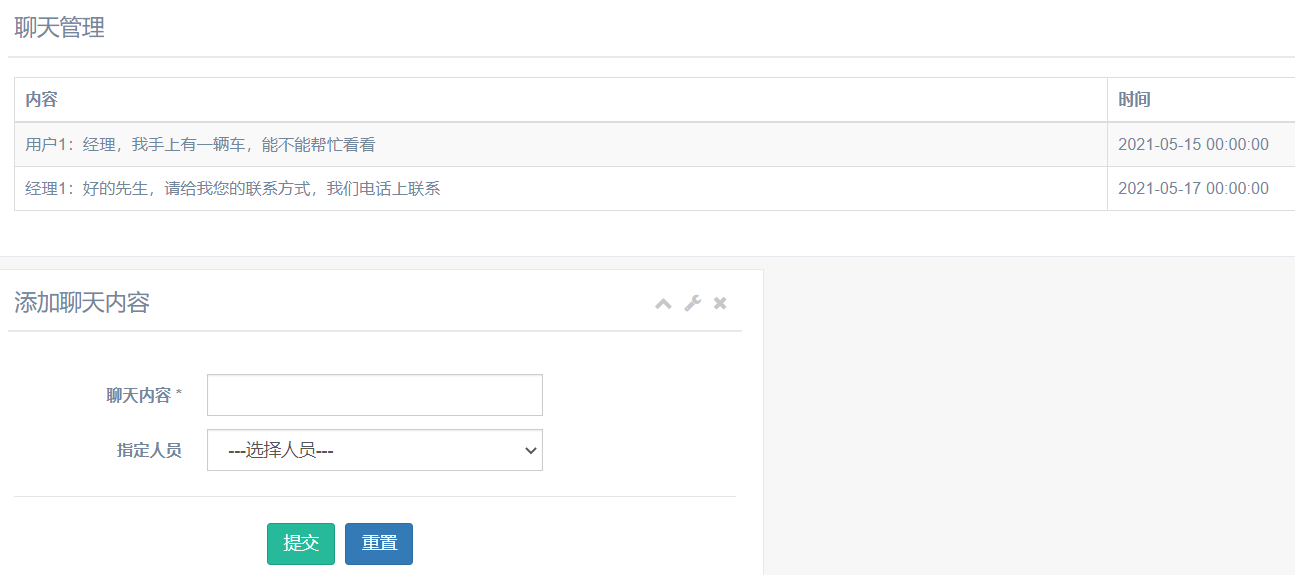 聊天管理
内容 时间
用户1：经理，我手上有一辆车，能不能帮忙看看 2021-05-15 00:00:00
经理1：好的先生，请给我您的联系方式，我们电话上联系 2021-05-17 00:00:00
添加聊天内容
聊天内容 *
指定人员 ---选择人员---
提交 重置